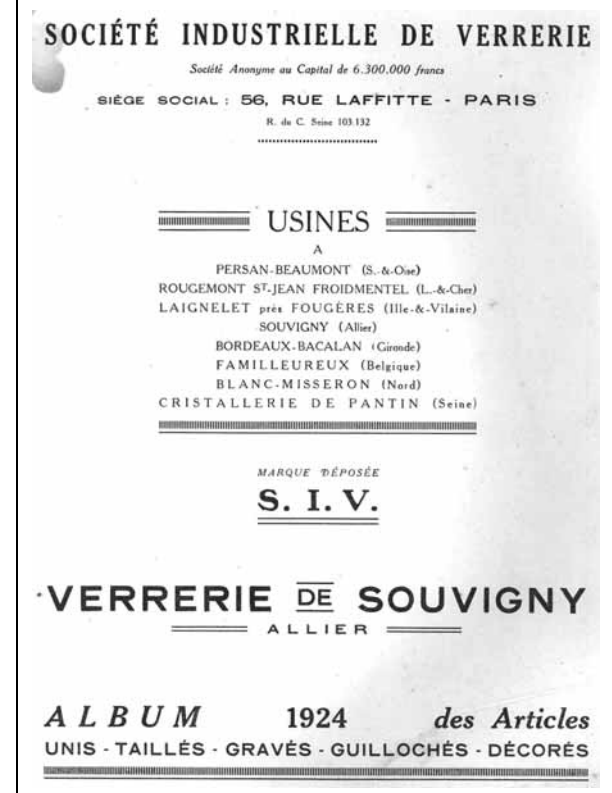 SOCIÉTÉ INDUSTRIELLE DE VERRERIE
Société Anonyme au Capital de 6.300.000 francs
SIÈGE SOCIAL : 56, RUE LAFFITTE - PARIS
R. du C. Seine 103.132
USINES
A
PERSAN-BEAUMONT (S.-&-Oise)
ROUGEMONT ST-JEAN FROIDMENTEL (L.-&-Cher)
LAIGNELET près FOUGÈRES (Ille-&-Vilaine)
SOUVIGNY (Allier)
BORDEAUX-BACALAN (Gironde)
FAMILLEUREUX (Belgique)
BLANC-MISSERON (Nord)
CRISTALLERIE DE PANTIN (Seine)
MARQUE DÉPOSÉE
S. I. V.
VERRERIE DE SOUVIGNY
ALLIER
ALBUM 1924 des Articles
UNIS - TAILLÉS - GRAVÉS - GUILLOCHÉS - DÉCORÉS